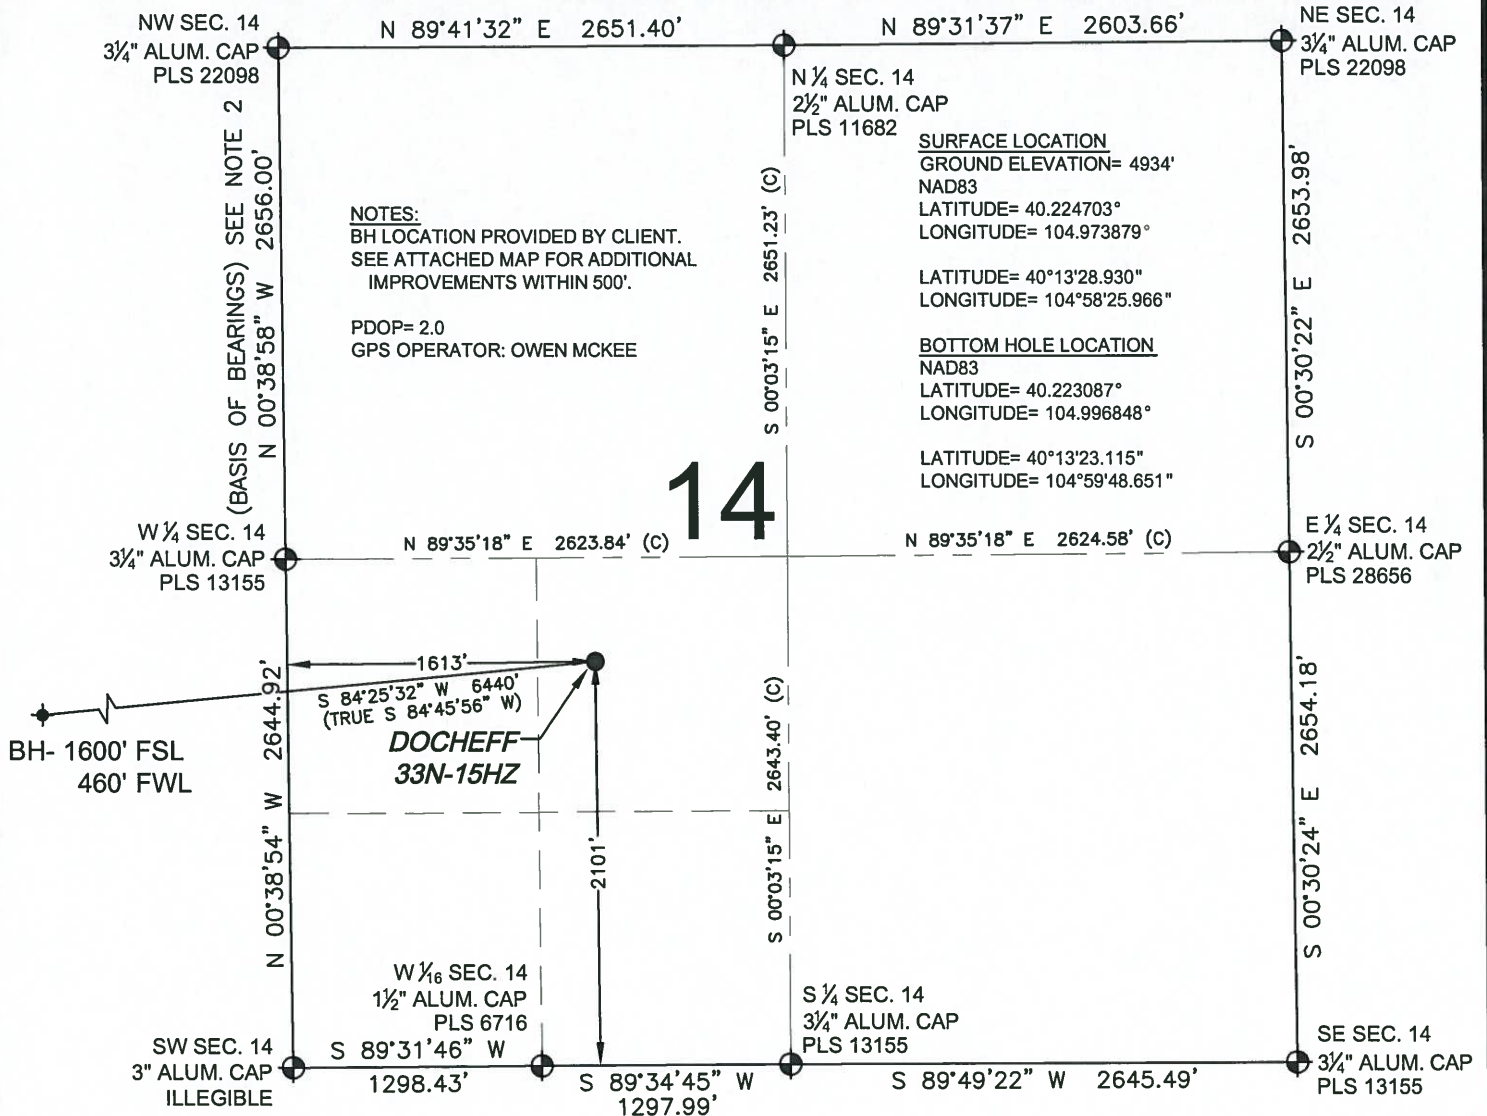 NW SEC. 14
3¼" ALUM. CAP
PLS 22098
N 89°41'32" E 2651.40'
N 89°31'37" E 2603.66'
NE SEC. 14
3¼" ALUM. CAP
PLS 22098
N ¼ SEC. 14
2½" ALUM. CAP
PLS 11682
(BASIS OF BEARINGS) SEE NOTE 2
N 00°38'58" W 2656.00'
NOTES:
BH LOCATION PROVIDED BY CLIENT.
SEE ATTACHED MAP FOR ADDITIONAL
IMPROVEMENTS WITHIN 500'.
PDOP= 2.0
GPS OPERATOR: OWEN MCKEE
S 00°03'15" E 2651.23' (C)
SURFACE LOCATION
GROUND ELEVATION= 4934'
NAD83
LATITUDE= 40.224703°
LONGITUDE= 104.973879°
LATITUDE= 40°13'28.930"
LONGITUDE= 104°58'25.966"
BOTTOM HOLE LOCATION
NAD83
LATITUDE= 40.223087°
LONGITUDE= 104.996848°
LATITUDE= 40°13'23.115"
LONGITUDE= 104°59'48.651"
S 00°30'22" E 2653.98'
14
W ¼ SEC. 14
3¼" ALUM. CAP
PLS 13155
N 89°35'18" E 2623.84' (C)
N 89°35'18" E 2624.58' (C)
E ¼ SEC. 14
2½" ALUM. CAP
PLS 28656
1613'
S 84°25'32" W 6440'
(TRUE S 84°45'56" W)
DOCHEFF
33N-15HZ
BH- 1600' FSL
460' FWL
N 00°38'54" W 2644.92'
2101'
S 00°03'15" E 2643.40' (C)
S 00°30'24" E 2654.18'
W 1⁄16 SEC. 14
1½" ALUM. CAP
PLS 6716
S ¼ SEC. 14
3¼" ALUM. CAP
PLS 13155
SW SEC. 14
3" ALUM. CAP
ILLEGIBLE
S 89°31'46" W
1298.43'
S 89°34'45" W
1297.99'
S 89°49'22" W 2645.49'
SE SEC. 14
3¼" ALUM. CAP
PLS 13155